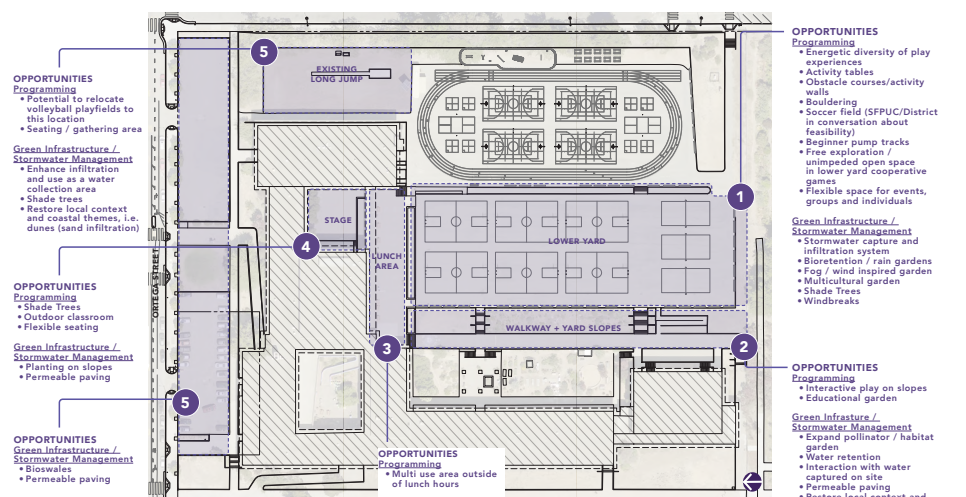 OPPORTUNITIES
Programming
• Potential to relocate
volleyball playfields to
this location
• Seating / gathering area
Green Infrastructure /
Stormwater Management
• Enhance infiltration
and use as a water
collection area
• Shade trees
• Restore local context
and coastal themes, i.e.
dunes (sand infiltration)
OPPORTUNITIES
Programming
• Shade Trees
• Outdoor classroom
• Flexible seating
Green Infrastructure /
Stormwater Management
• Planting on slopes
• Permeable paving
OPPORTUNITIES
Green Infrastructure /
Stormwater Management
• Bioswales
• Permeable paving
ORTEGA STREET
5
EXISTING
LONG JUMP
STAGE
4
LUNCH
AREA
LOWER YARD
1
WALKWAY + YARD SLOPES
2
3
5
OPPORTUNITIES
Programming
• Multi use area outside
of lunch hours
OPPORTUNITIES
Programming
• Energetic diversity of play
experiences
• Activity tables
• Obstacle courses/activity
walls
• Bouldering
• Soccer field (SFPUC/District
in conversation about
feasibility)
• Beginner pump tracks
• Free exploration /
unimpeded open space
in lower yard cooperative
games
• Flexible space for events,
groups and individuals
Green Infrastructure /
Stormwater Management
• Stormwater capture and
infiltration system
• Bioretention / rain gardens
• Fog / wind inspired garden
• Multicultural garden
• Shade Trees
• Windbreaks
OPPORTUNITIES
Programming
• Interactive play on slopes
• Educational garden
Green Infrasture /
Stormwater Management
• Expand pollinator / habitat
garden
• Water retention
• Interaction with water
captured on site
• Permeable paving
• Restore local context and